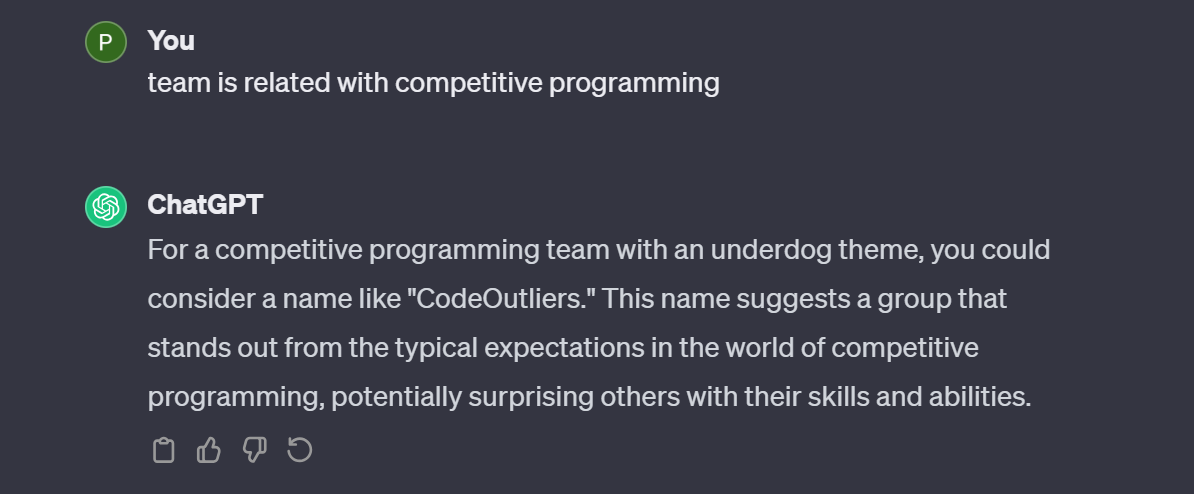 P
You
team is related with competitive programming
ChatGPT
For a competitive programming team with an underdog theme, you could
consider a name like "CodeOutliers." This name suggests a group that
stands out from the typical expectations in the world of competitive
programming, potentially surprising others with their skills and abilities.